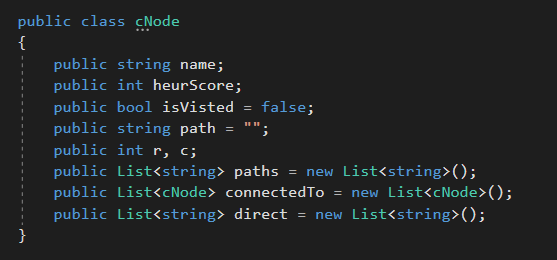 public class cNode
{
public string name;
public int heurScore;
public bool isVisted = false;
public string path = "";
public int r, c;
public List<string> paths = new List<string>();
public List<cNode> connectedTo = new List<cNode>();
public List<string> direct = new List<string>();
}